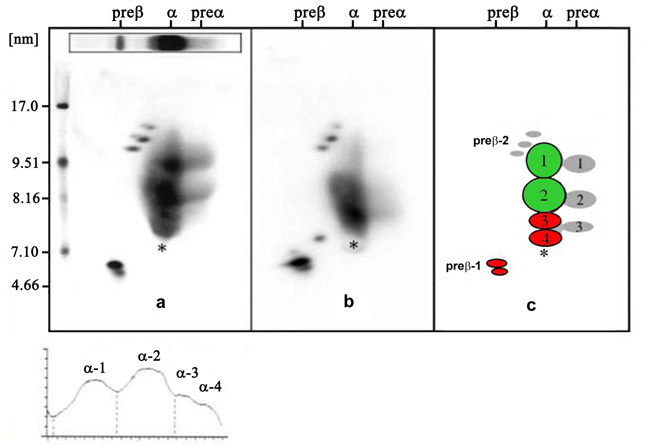 preβ α preα preβ α preα preβ α preα
[nm]
17.0
9.51
8.16
7.10
4.66
*
a
*
b
preβ-2
1 1
2 2
3 3
4
*
preβ-1
c
α-1 α-2 α-3 α-4